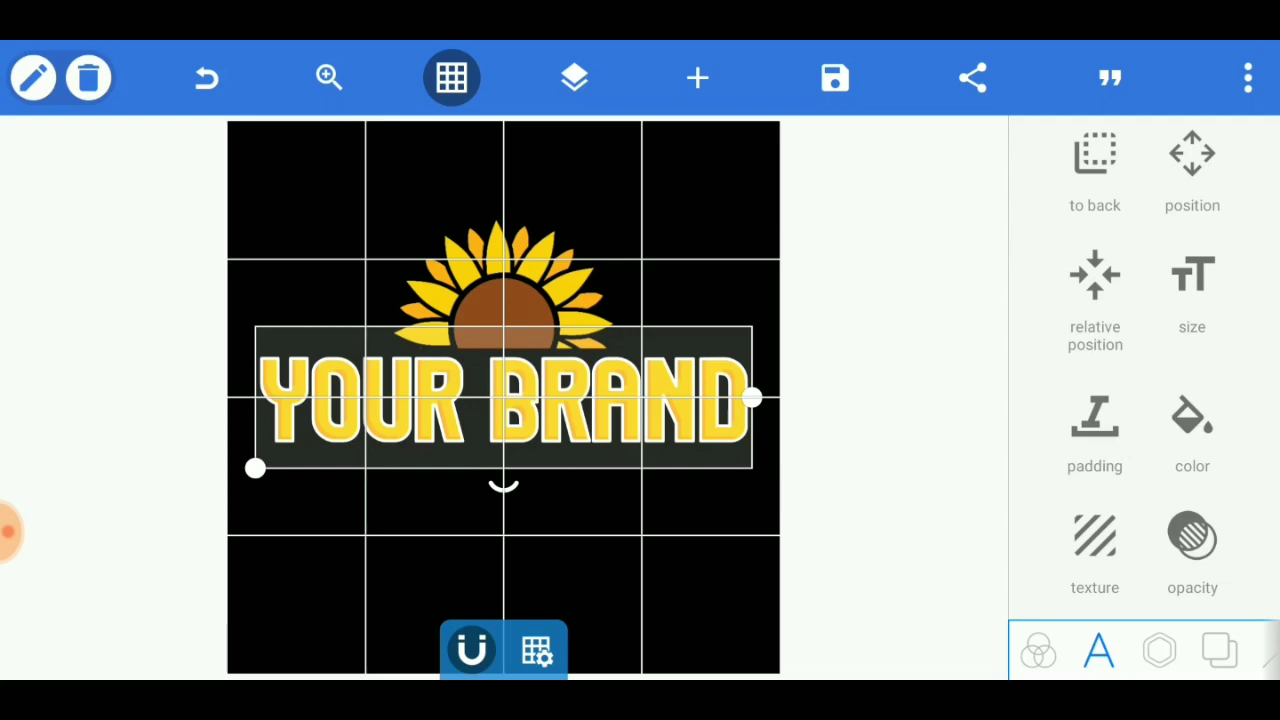 to back
position
relative
position
size
YOUR BRAND
padding
color
texture
opacity